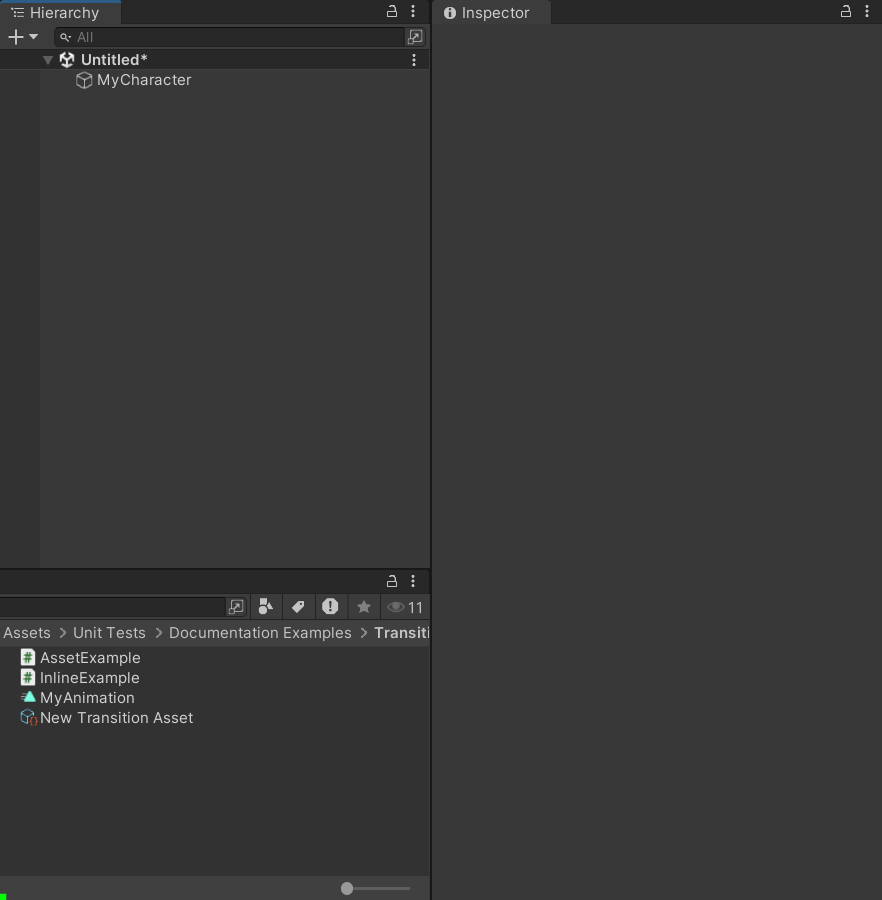 Hierarchy
All
Untitled*
MyCharacter
Inspector
11
Assets > Unit Tests > Documentation Examples > Transiti
AssetExample
InlineExample
MyAnimation
New Transition Asset